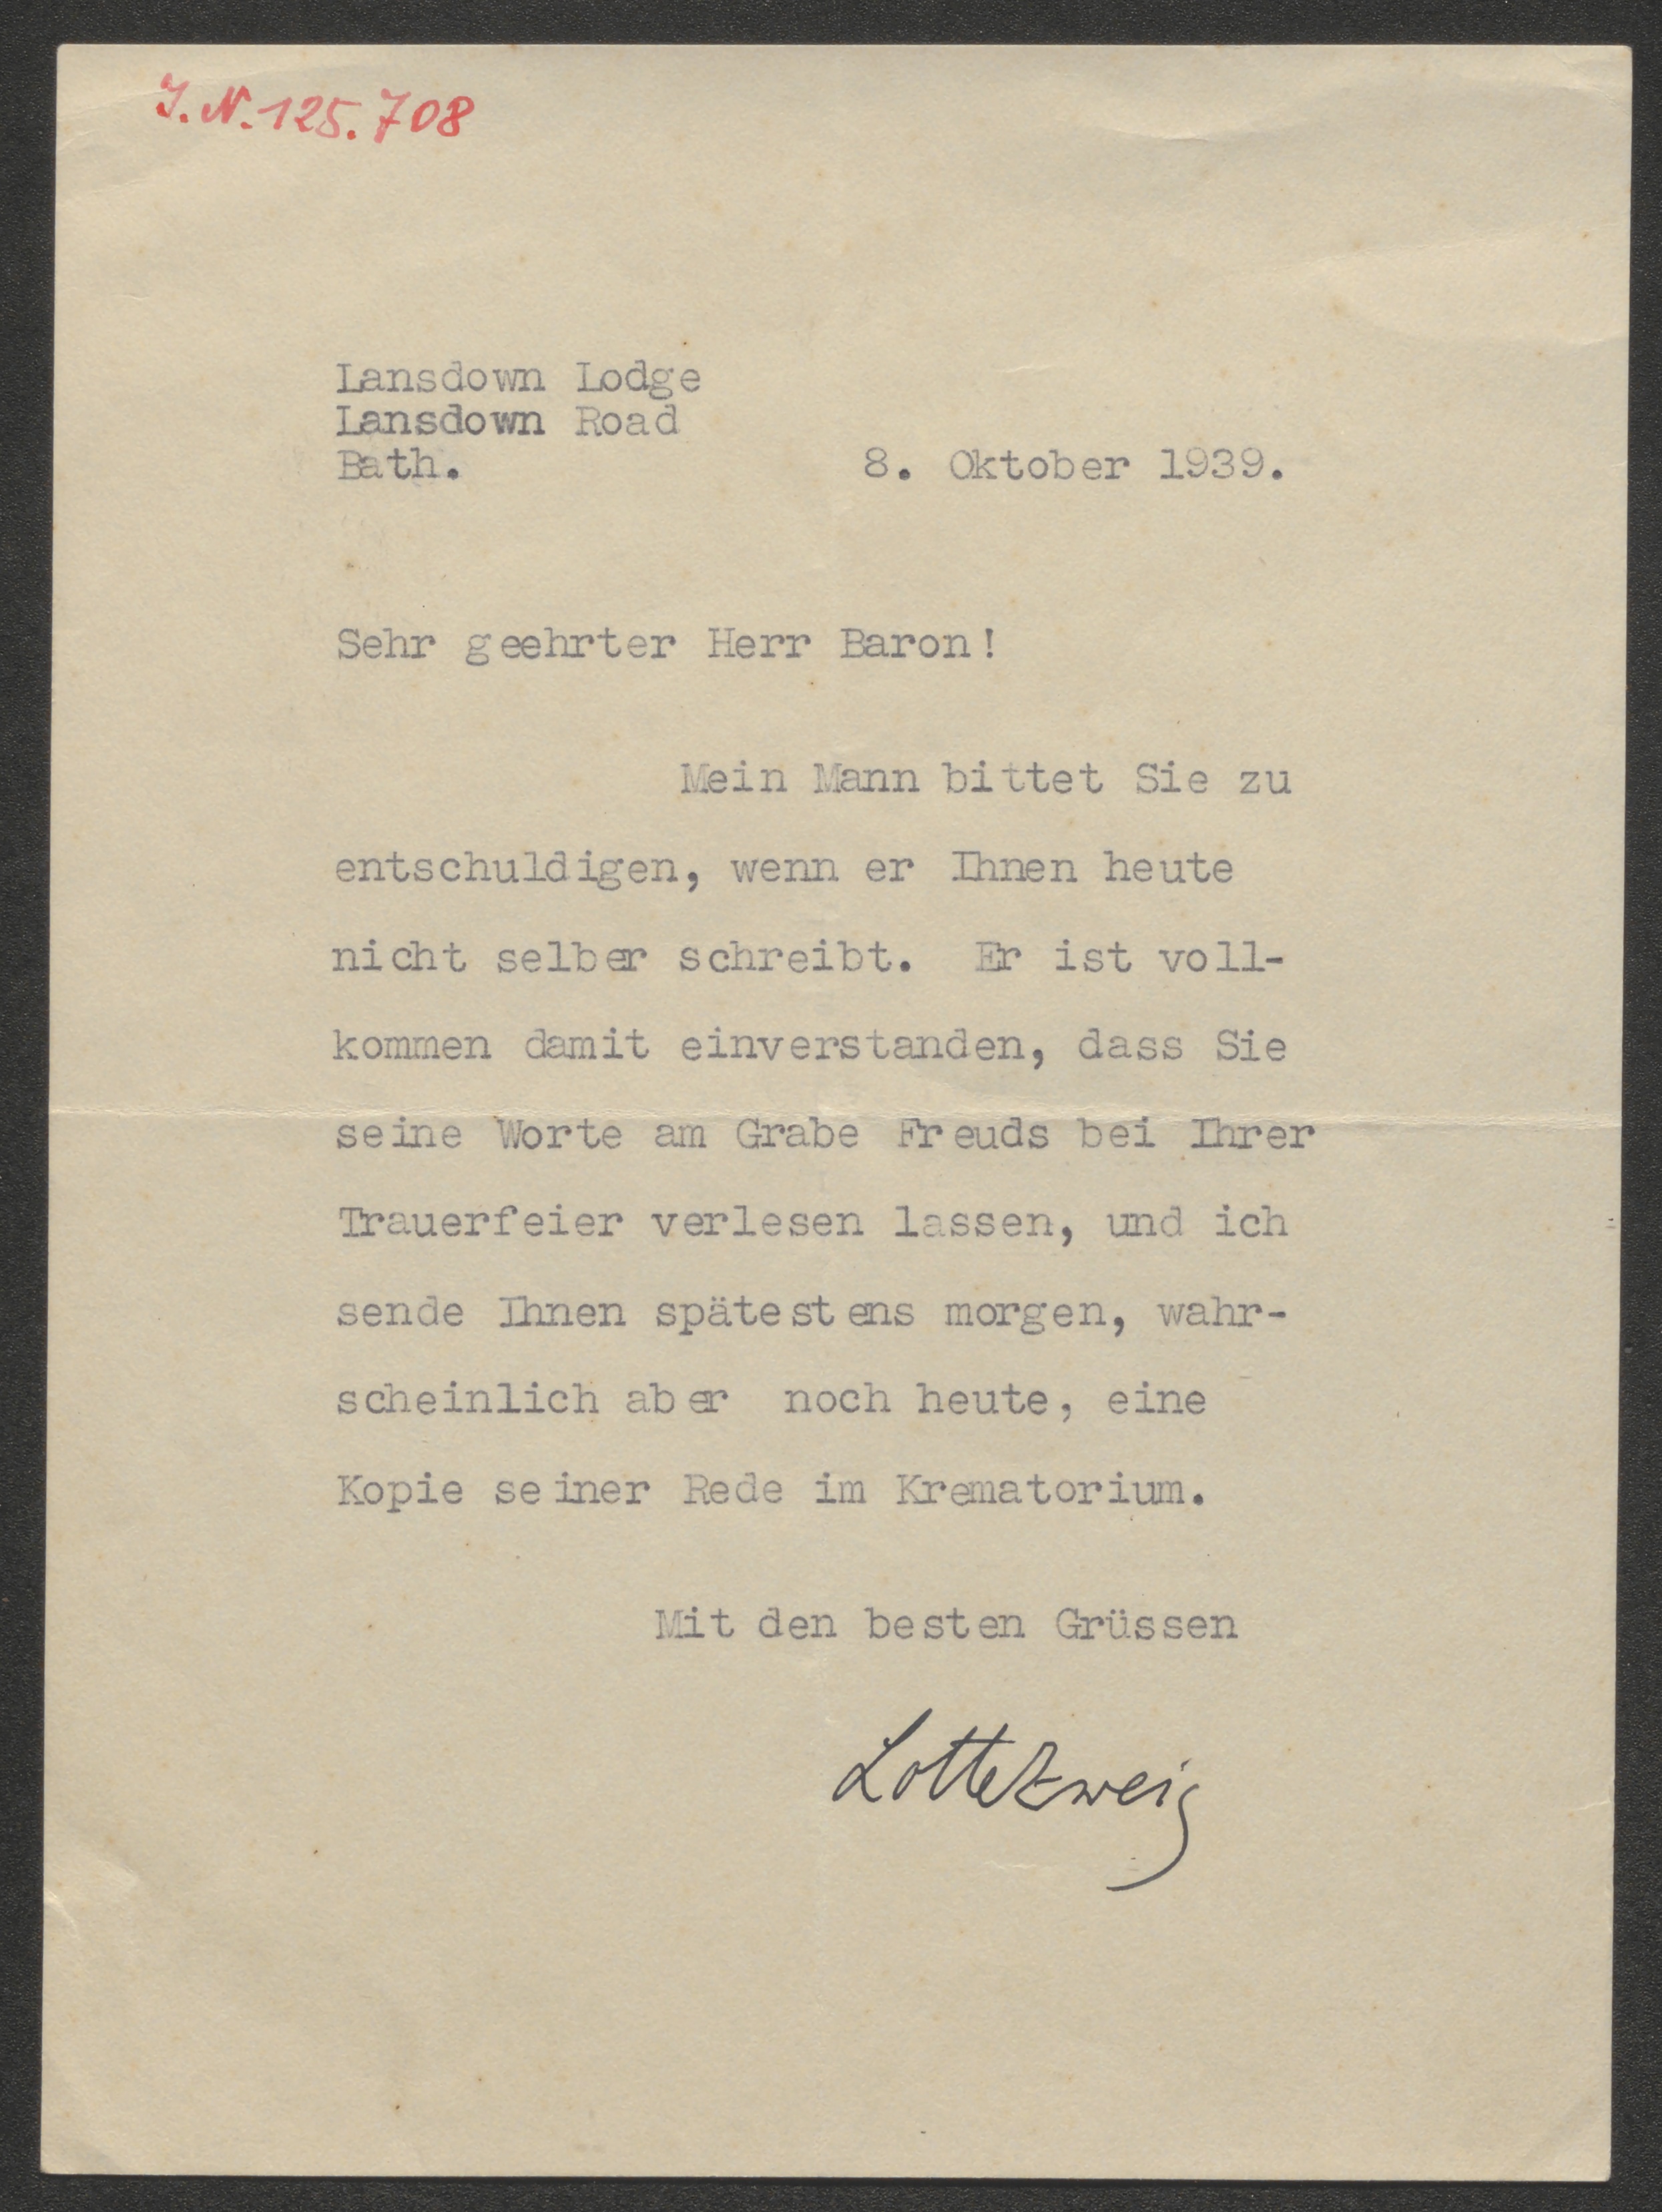 J.N. 125.708
Lansdown Lodge
Lansdown Road
Bath. 8. Oktober 1939.
Sehr geehrter Herr Baron!
Mein Mann bittet Sie zu
entschuldigen, wenn er Ihnen heute
nicht selber schreibt. Er ist voll-
kommen damit einverstanden, dass Sie
seine Worte am Grabe Freuds bei Ihrer
Trauerfeier verlesen lassen, und ich
sende Ihnen spätestens morgen, wahr-
scheinlich aber noch heute, eine
Kopie seiner Rede im Krematorium.
Mit den besten Grüssen
Lotte Zweig